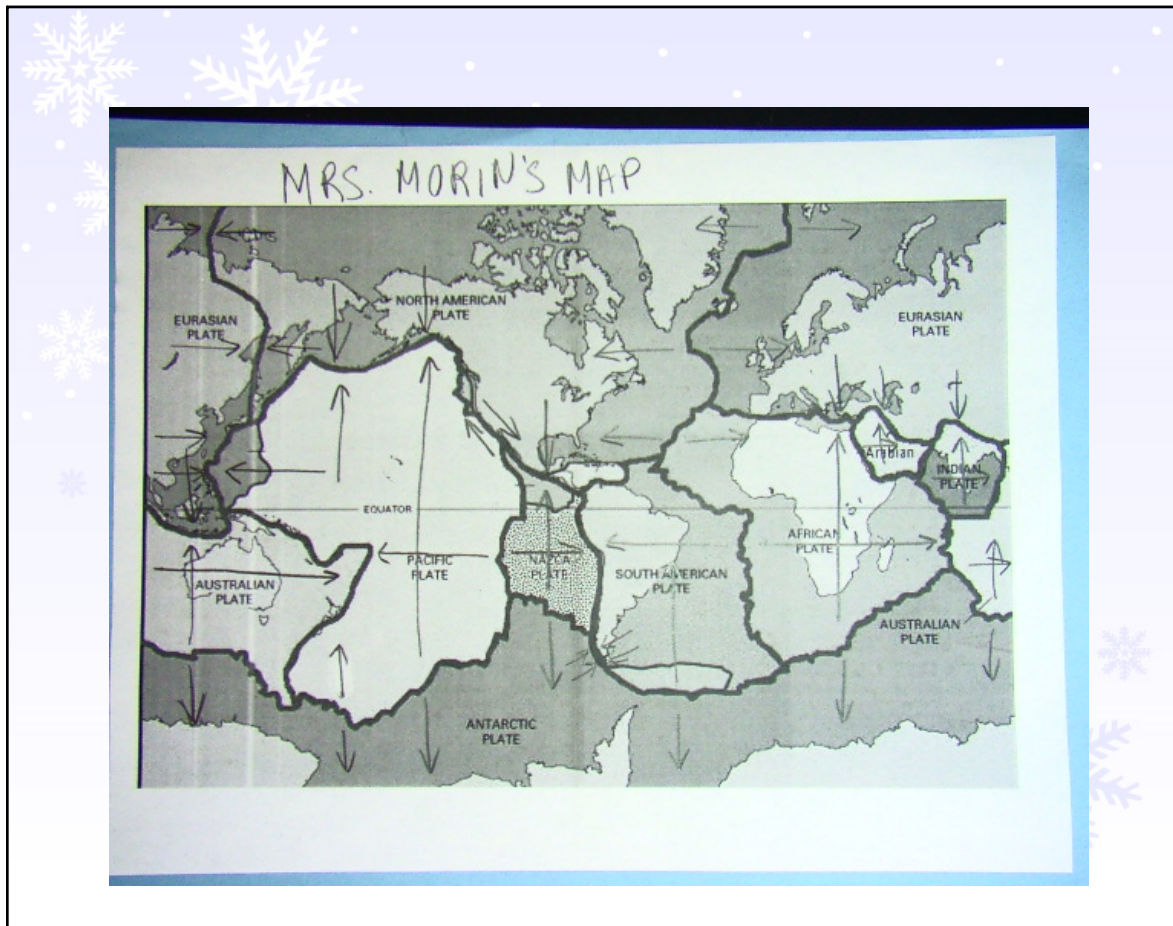 MRS. MORIN'S MAP
NORTH AMERICAN
PLATE
EURASIAN
PLATE
EURASIAN
PLATE
Arabian
INDIAN
PLATE
EQUATOR
PACIFIC
PLATE
NAZCA
PLATE
AFRICAN
PLATE
SOUTH AMERICAN
PLATE
AUSTRALIAN
PLATE
AUSTRALIAN
PLATE
ANTARCTIC
PLATE